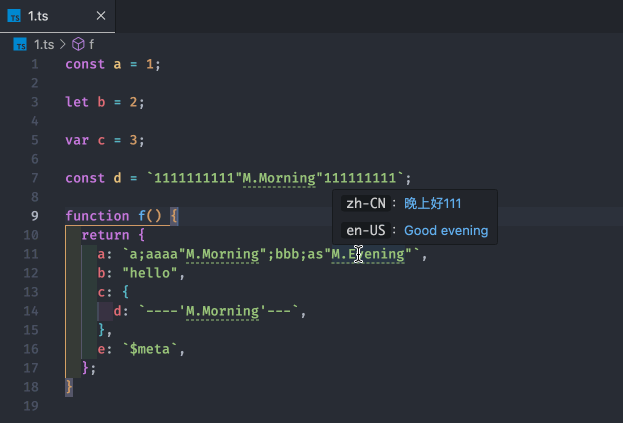 TS 1.ts ×
TS 1.ts > f
1 const a = 1;
2
3 let b = 2;
4
5 var c = 3;
6
7 const d = `1111111111"M.Morning"111111111`;
8
zh-CN : 晚上好111
9 function f() {
en-US : Good evening
10 return {
11 a: `a;aaaa"M.Morning";bbb;as"M.Evening"`,
12 b: "hello",
13 c: {
14 d: `----'M.Morning'---`,
15 },
16 e: `$meta`,
17 };
18 }
19